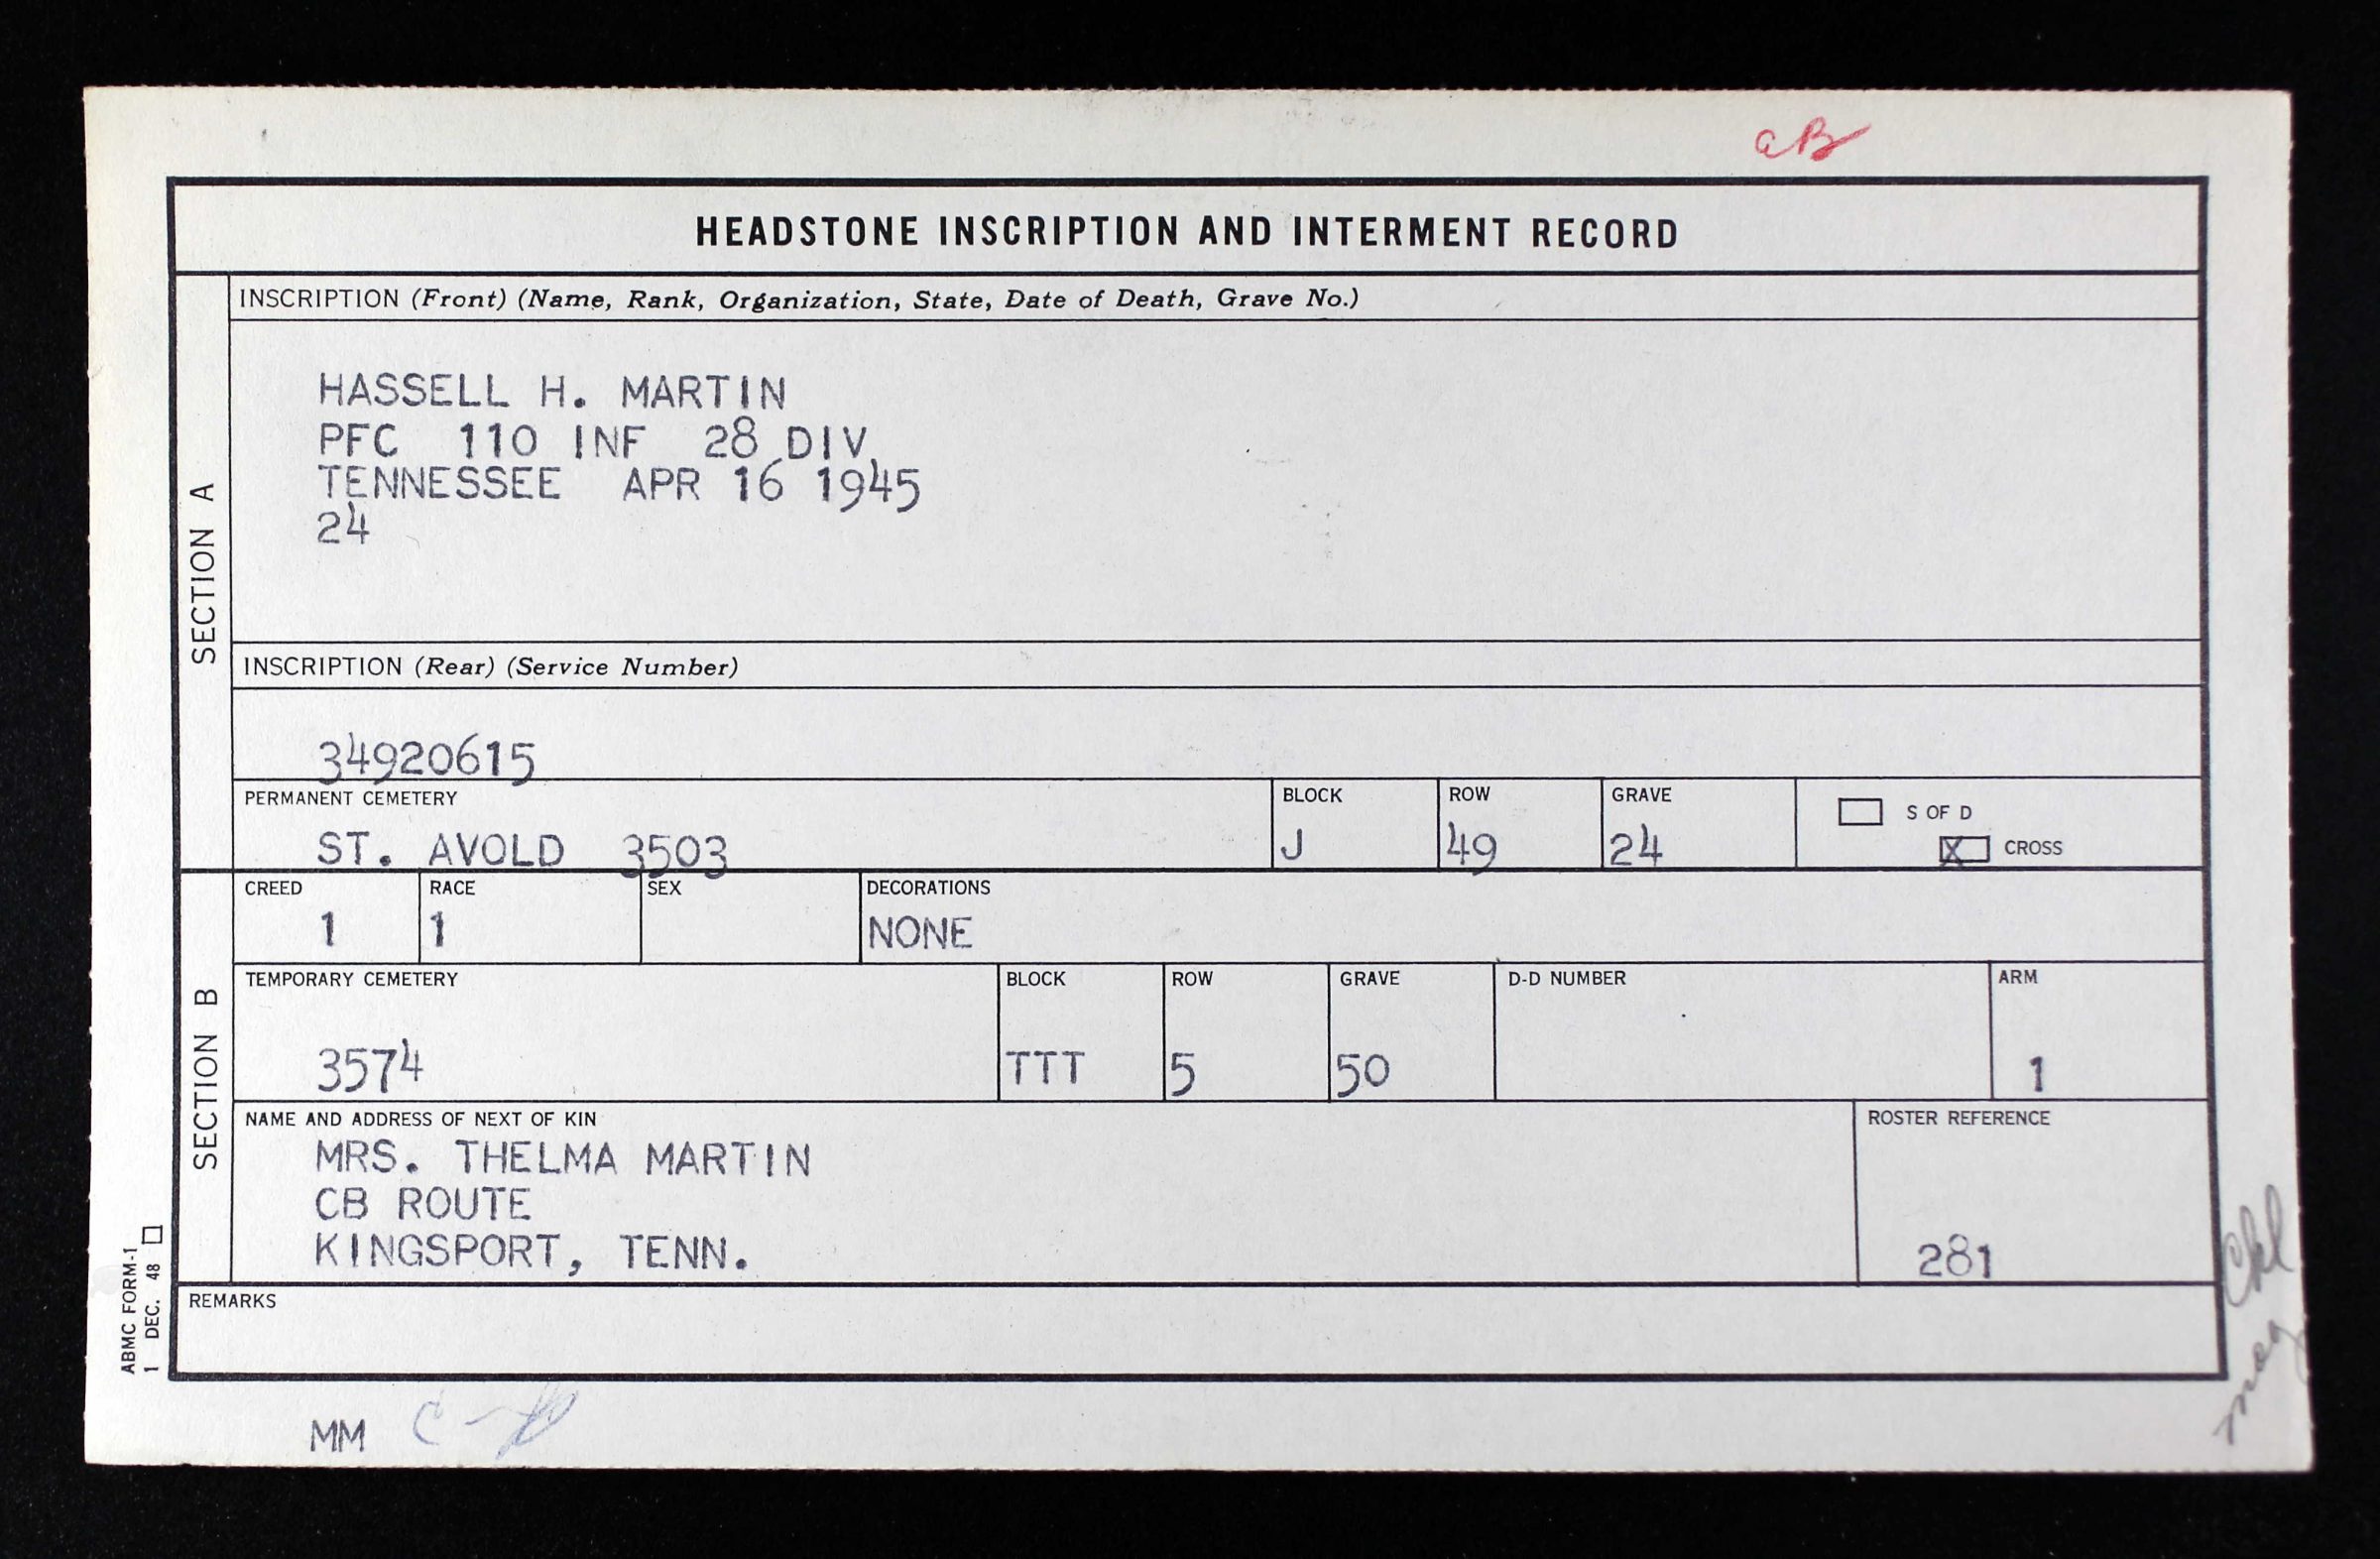 aB
HEADSTONE INSCRIPTION AND INTERMENT RECORD
SECTION A
INSCRIPTION (Front) (Name, Rank, Organization, State, Date of Death, Grave No.)
HASSELL H. MARTIN
PFC 110 INF 28 DIV
TENNESSEE APR 16 1945
24
INSCRIPTION (Rear) (Service Number)
34920615
PERMANENT CEMETERY BLOCK ROW GRAVE S OF D
ST. AVOLD 3503 J 49 24 X CROSS
SECTION B
CREED RACE SEX DECORATIONS
1 1 NONE
TEMPORARY CEMETERY BLOCK ROW GRAVE D-D NUMBER ARM
3574 TTT 5 50 1
NAME AND ADDRESS OF NEXT OF KIN ROSTER REFERENCE
MRS. THELMA MARTIN
CB ROUTE
KINGSPORT, TENN. 281
REMARKS
ABMC FORM-1
1 DEC. 48
MM